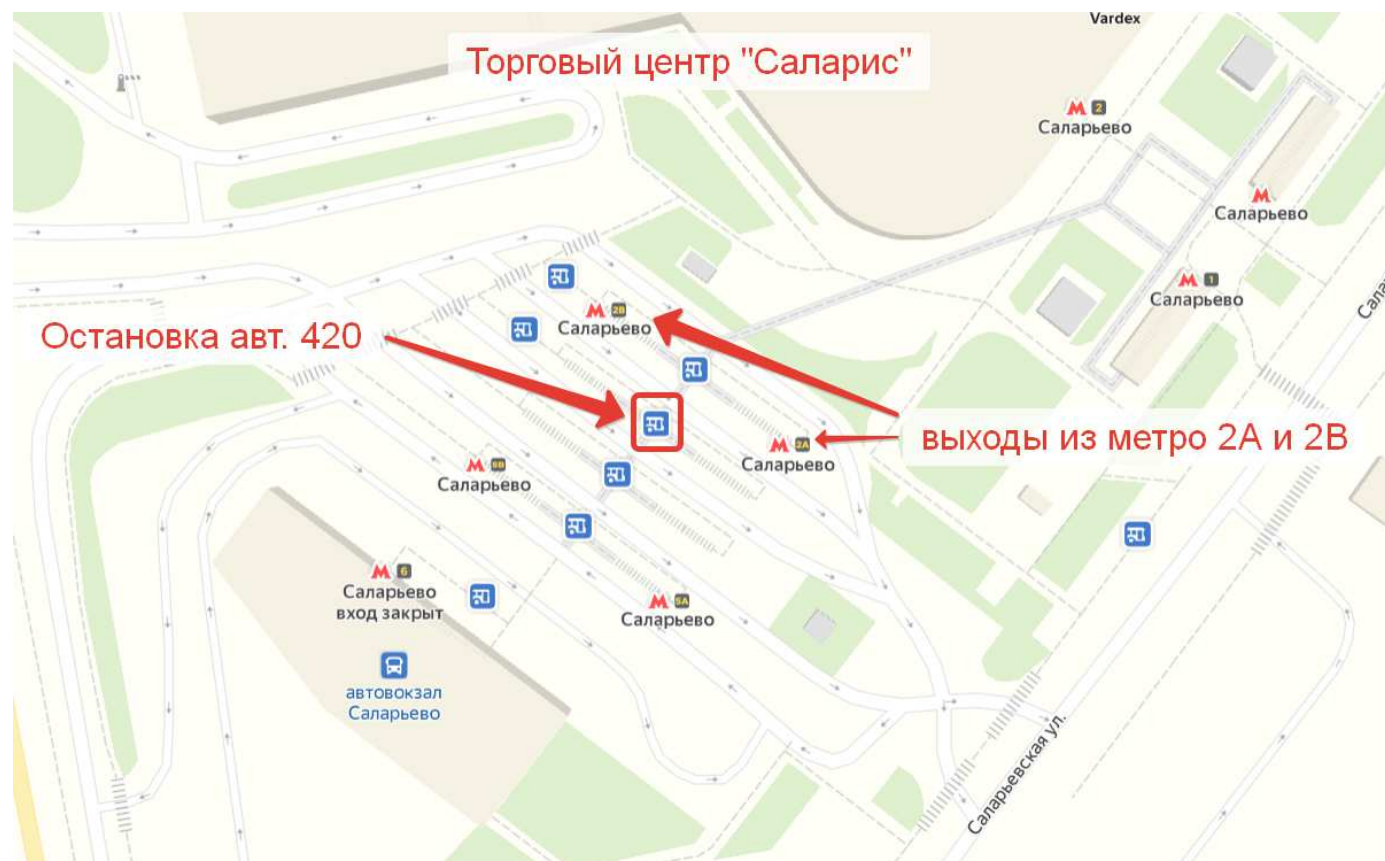 Vardex
Торговый центр "Саларис"
2
Саларьево
Саларьево
1
Саларьево
2В
Саларьево
Остановка авт. 420
выходы из метро 2А и 2В
2А
Саларьево
5В
Саларьево
6
Саларьево
вход закрыт
5А
Саларьево
автовокзал
Саларьево
Саларьевская ул.